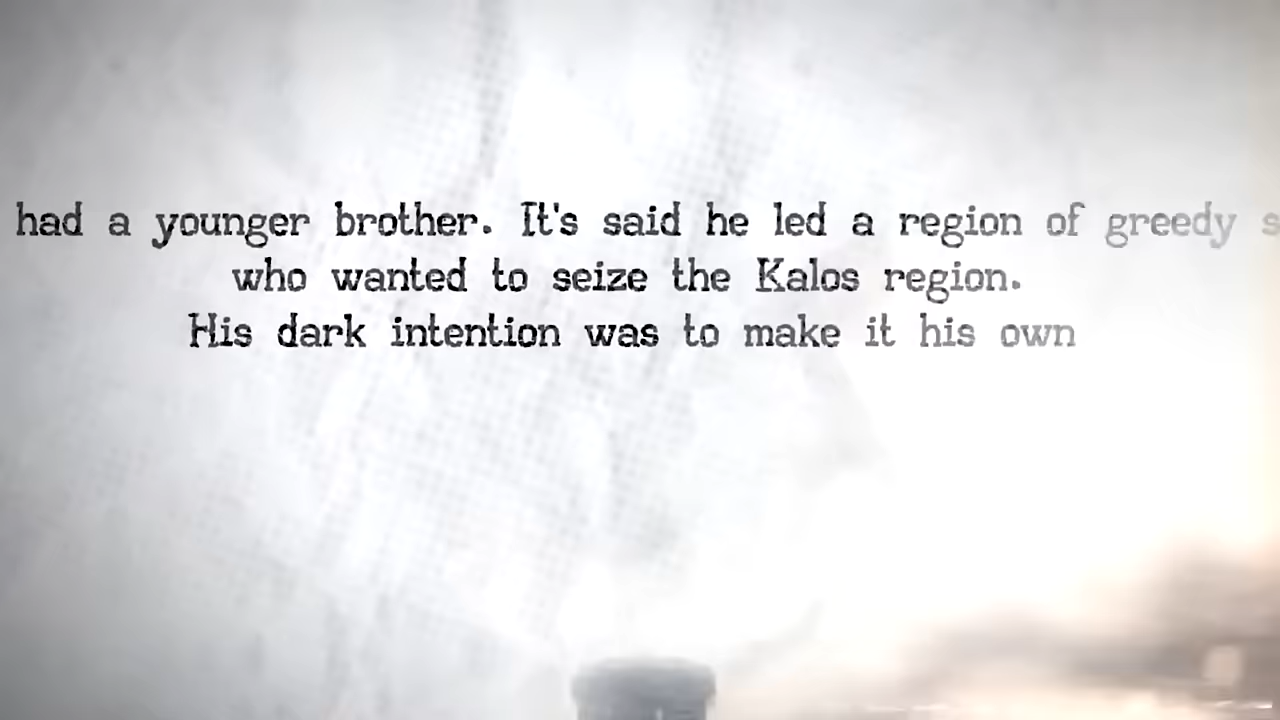 had a younger brother. It's said he led a region of greedy
who wanted to seize the Kalos region.
His dark intention was to make it his own